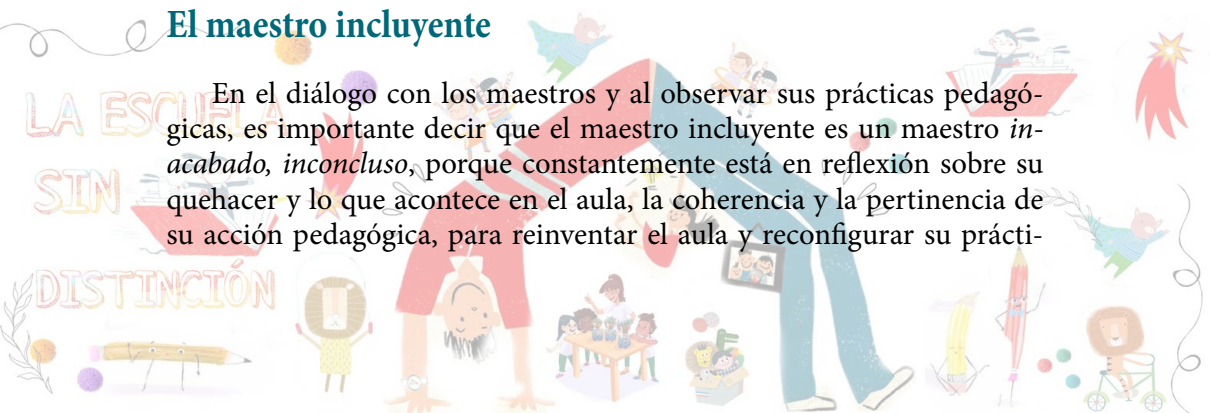 El maestro incluyente
En el diálogo con los maestros y al observar sus prácticas pedagó-
gicas, es importante decir que el maestro incluyente es un maestro in-
acabado, inconcluso, porque constantemente está en reflexión sobre su
quehacer y lo que acontece en el aula, la coherencia y la pertinencia de
su acción pedagógica, para reinventar el aula y reconfigurar su prácti-
LA ESCUELA
SIN
DISTINCIÓN